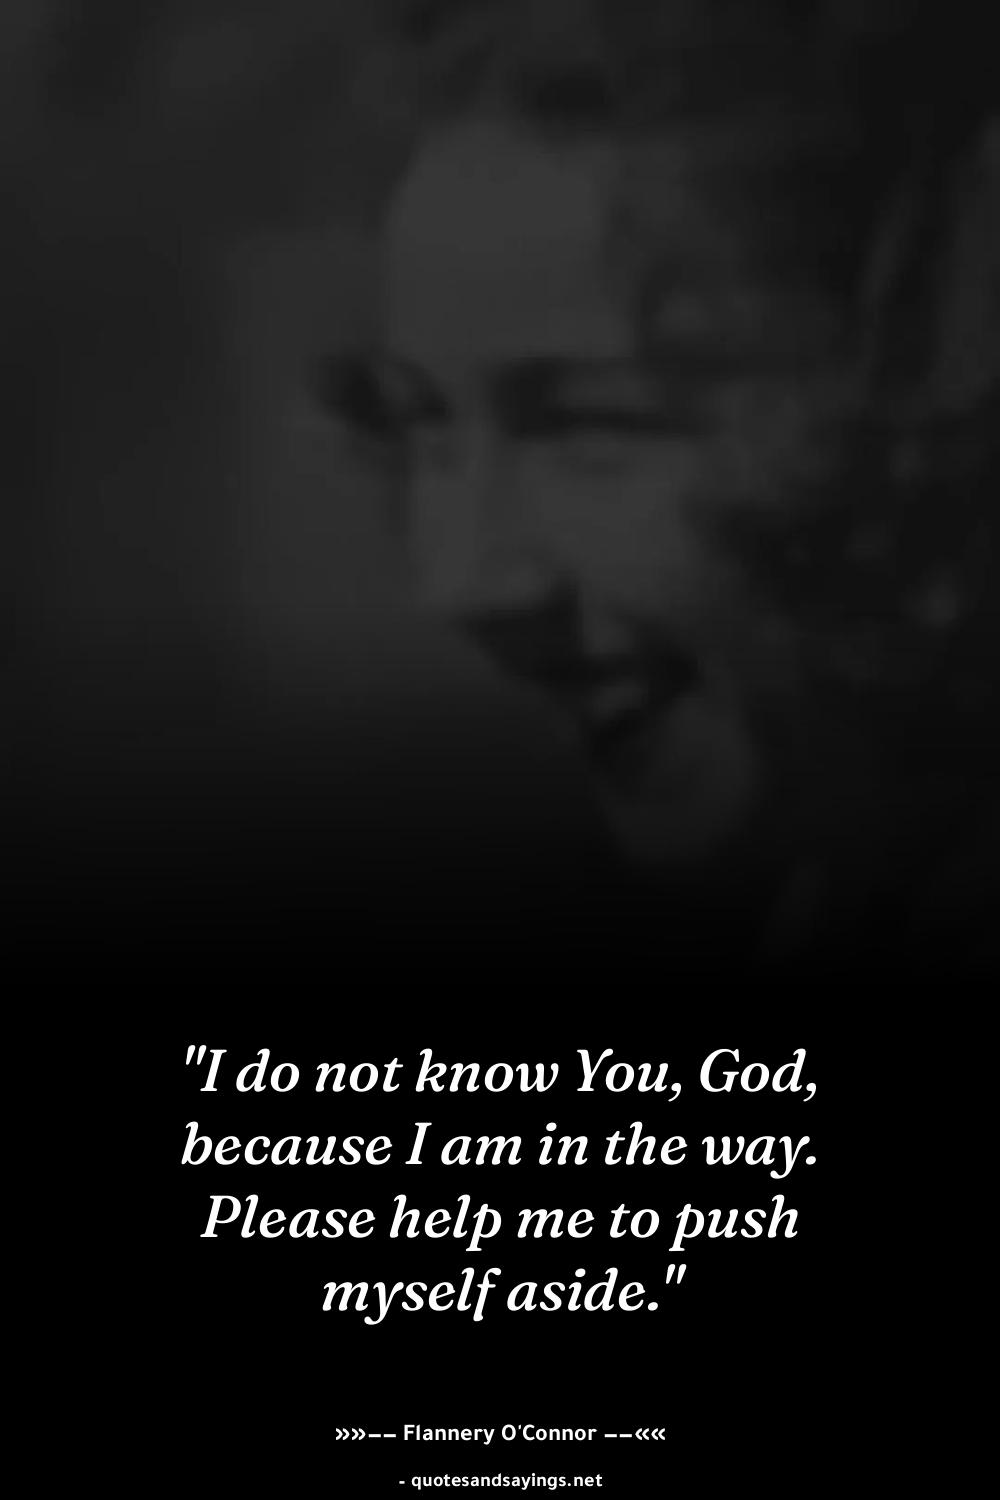 "I do not know You, God,
because I am in the way.
Please help me to push
myself aside."
»»−− Flannery O'Connor −−««
- quotesandsayings.net